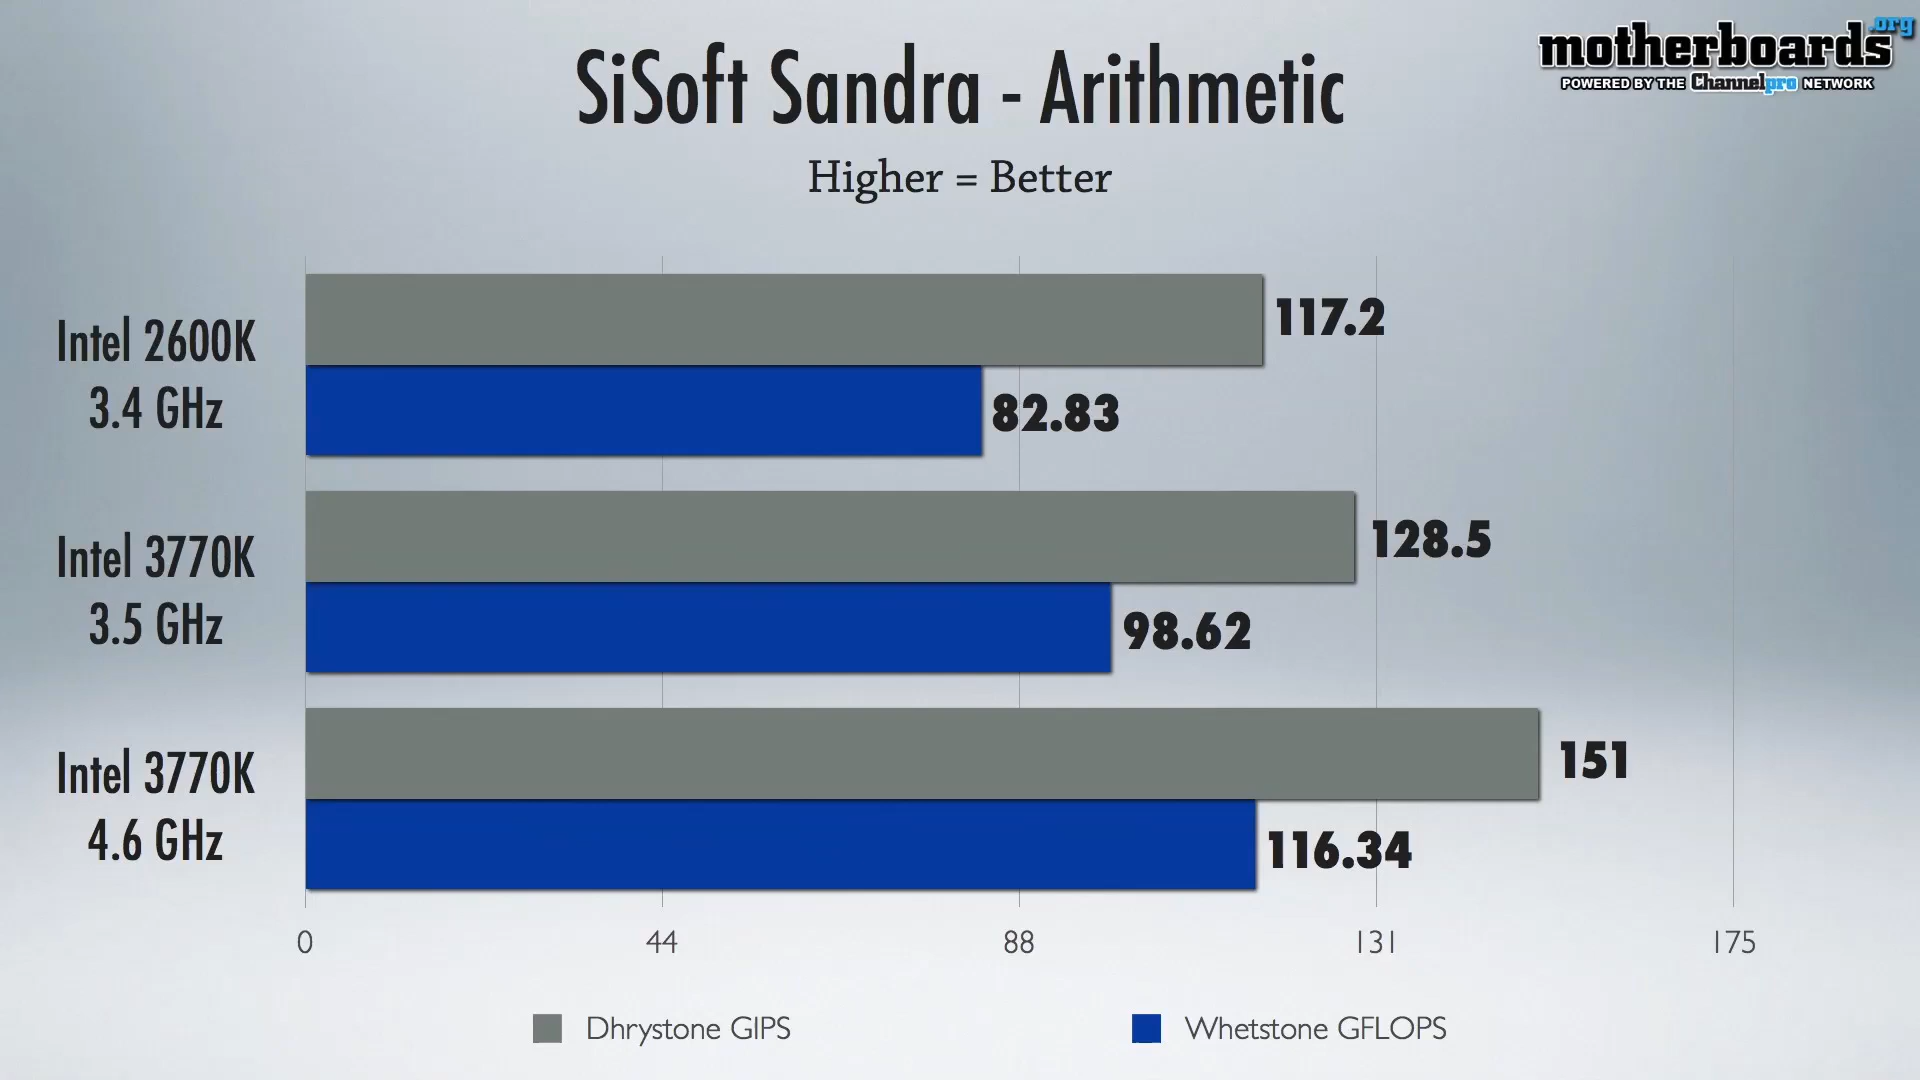 motherboards.org
POWERED BY THE Channelpro NETWORK
SiSoft Sandra - Arithmetic
Higher = Better
Intel 2600K
3.4 GHz
117.2
82.83
Intel 3770K
3.5 GHz
128.5
98.62
Intel 3770K
4.6 GHz
151
116.34
0 44 88 131 175
Dhrystone GIPS Whetstone GFLOPS